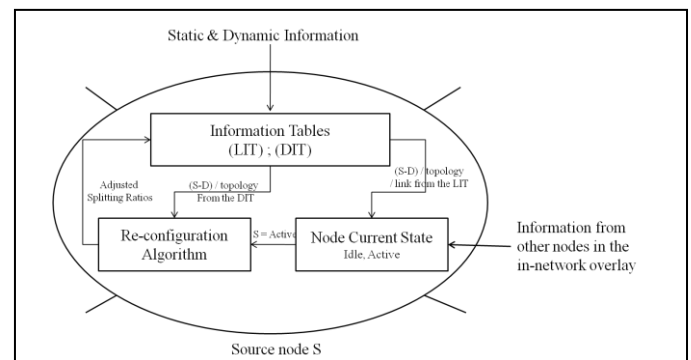 Static & Dynamic Information
Information Tables
(LIT) ; (DIT)
Adjusted
Splitting Ratios
(S-D) / topology
From the DIT
(S-D) / topology
/ link from the LIT
Re-configuration
Algorithm
S = Active
Node Current State
Idle, Active
Information from
other nodes in the
in-network overlay
Source node S